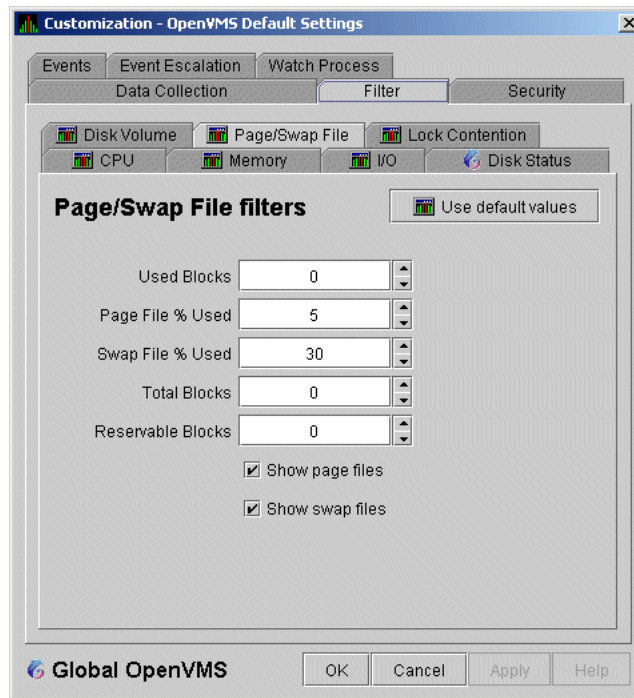 Customization - OpenVMS Default Settings
Events Event Escalation Watch Process
Data Collection Filter Security
Disk Volume Page/Swap File Lock Contention
CPU Memory I/O Disk Status
Page/Swap File filters Use default values
Used Blocks 0
Page File % Used 5
Swap File % Used 30
Total Blocks 0
Reservable Blocks 0
Show page files
Show swap files
Global OpenVMS OK Cancel Apply Help